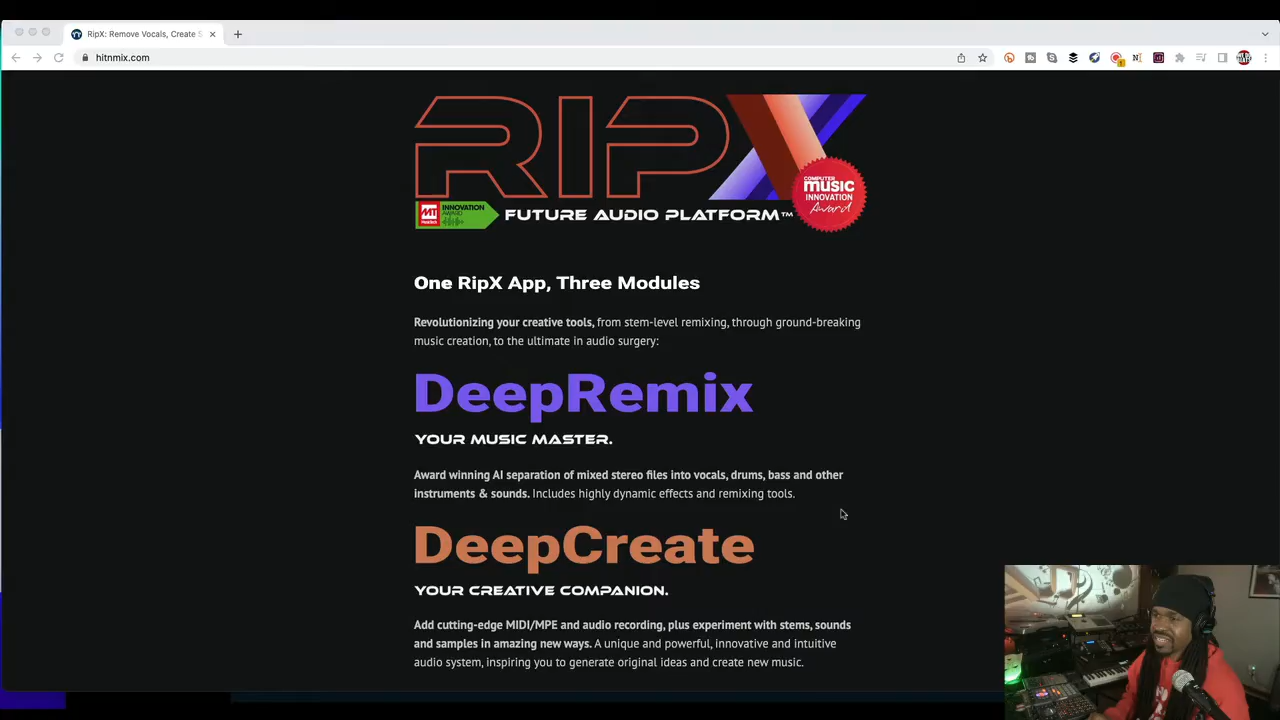 RipX: Remove Vocals, Create S
hitnmix.com
RIPX
COMPUTER
music
INNOVATION
Award
MT
MusicTech
INNOVATION
AWARD
FUTURE AUDIO PLATFORM™
One RipX App, Three Modules
Revolutionizing your creative tools, from stem-level remixing, through ground-breaking
music creation, to the ultimate in audio surgery:
DeepRemix
YOUR MUSIC MASTER.
Award winning AI separation of mixed stereo files into vocals, drums, bass and other
instruments & sounds. Includes highly dynamic effects and remixing tools.
DeepCreate
YOUR CREATIVE COMPANION.
Add cutting-edge MIDI/MPE and audio recording, plus experiment with stems, sounds
and samples in amazing new ways. A unique and powerful, innovative and intuitive
audio system, inspiring you to generate original ideas and create new music.